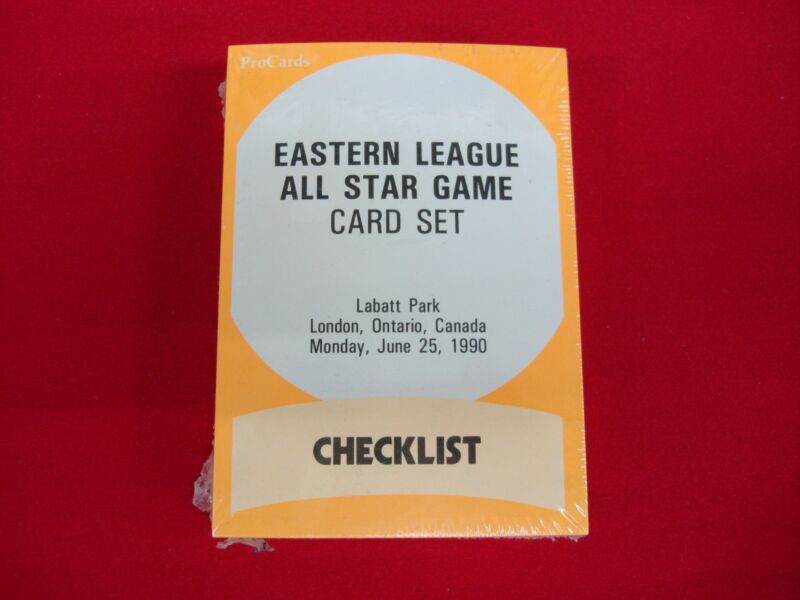 ProCards
EASTERN LEAGUE
ALL STAR GAME
CARD SET
Labatt Park
London, Ontario, Canada
Monday, June 25, 1990
CHECKLIST